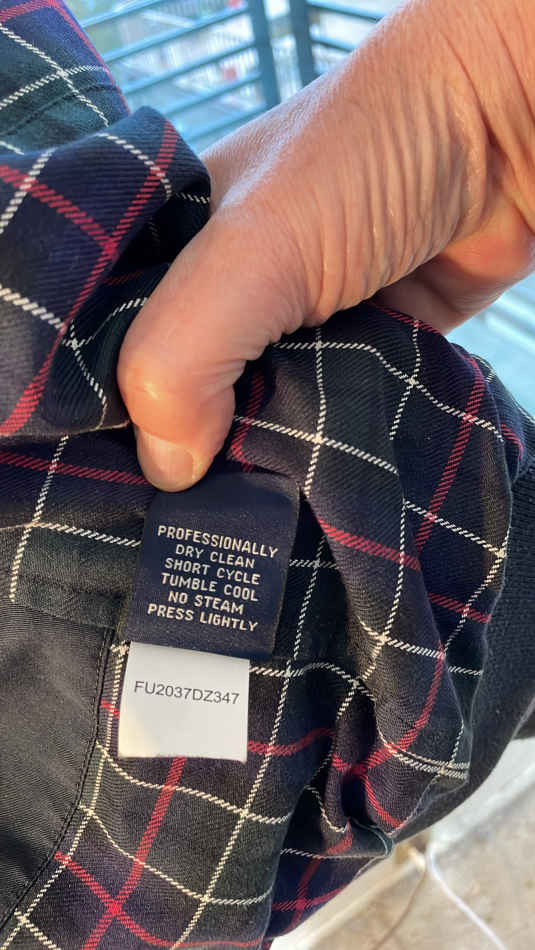 PROFESSIONALLY
DRY CLEAN
SHORT CYCLE
TUMBLE COOL
NO STEAM
PRESS LIGHTLY
FU2037DZ347